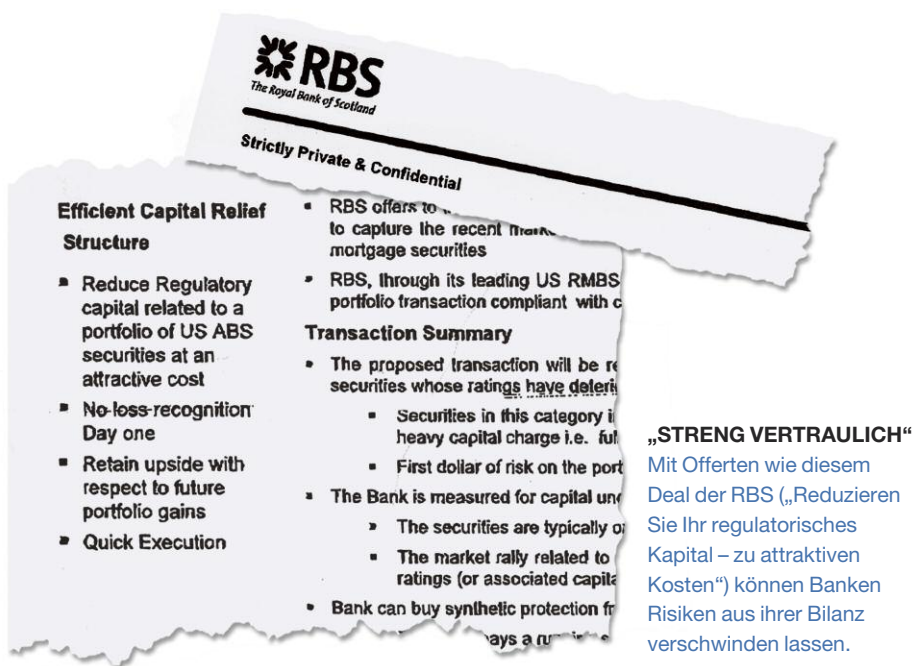 RBS
The Royal Bank of Scotland
Strictly Private & Confidential
Efficient Capital Relief
Structure
▪ Reduce Regulatory
capital related to a
portfolio of US ABS
securities at an
attractive cost
▪ No loss recognition
Day one
▪ Retain upside with
respect to future
portfolio gains
▪ Quick Execution
▪ RBS offers to
to capture the recent
mortgage securities
▪ RBS, through its leading US RMBS
portfolio transaction compliant with
Transaction Summary
▪ The proposed transaction will be
securities whose ratings have
▪ Securities in this category
heavy capital charge i.e.
▪ First dollar of risk on the
▪ The Bank is measured for capital
▪ The securities are typically
▪ The market rally related to
ratings (or associated
▪ Bank can buy synthetic protection
a
„STRENG VERTRAULICH“
Mit Offerten wie diesem
Deal der RBS („Reduzieren
Sie Ihr regulatorisches
Kapital – zu attraktiven
Kosten“) können Banken
Risiken aus ihrer Bilanz
verschwinden lassen.